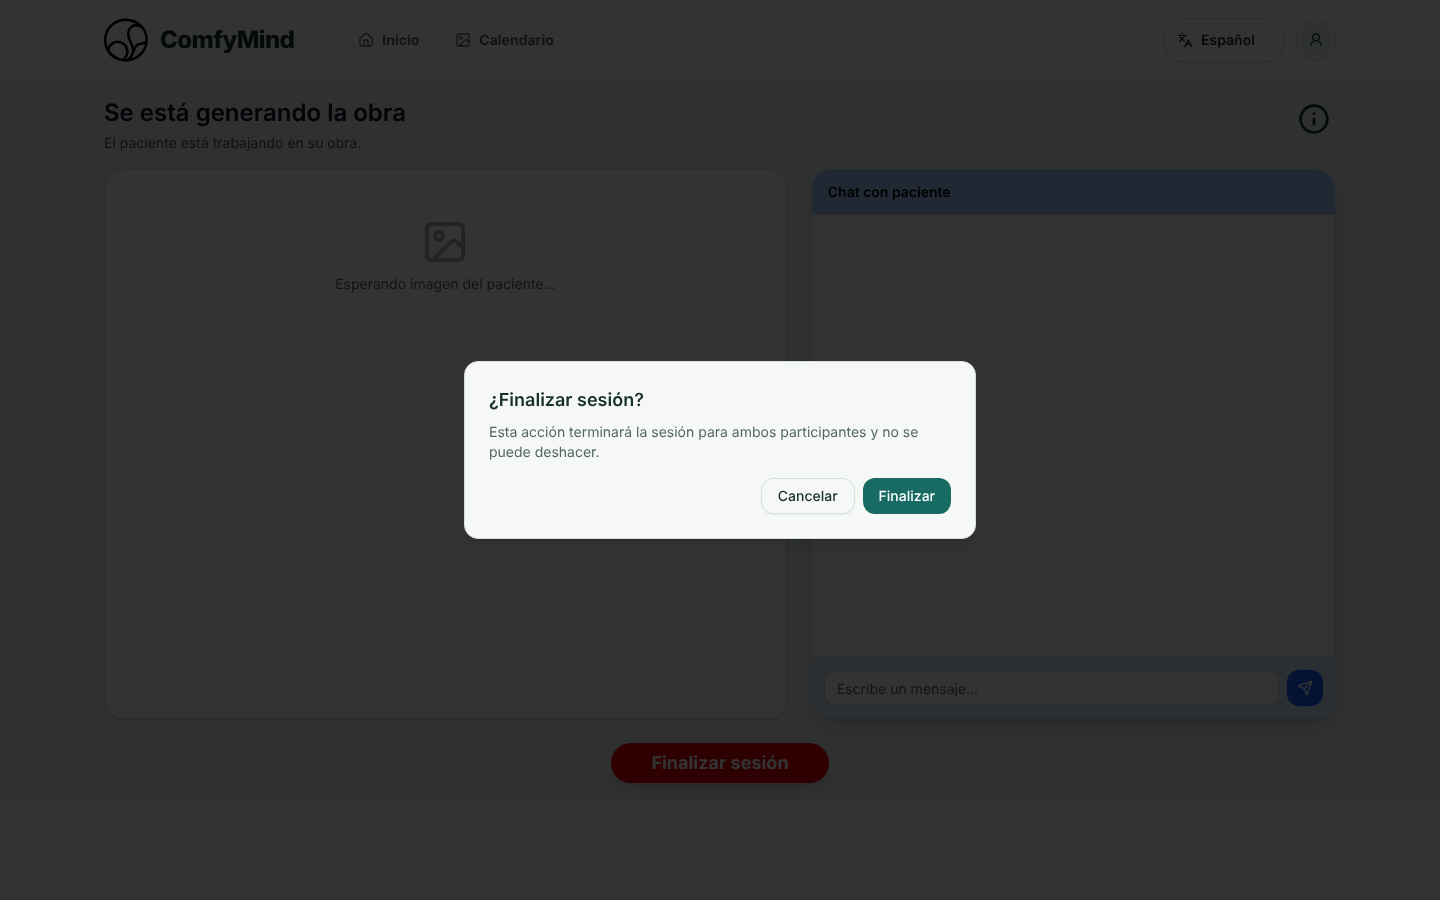 ComfyMind
Inicio
Calendario
Español
Se está generando la obra
El paciente está trabajando en su obra.
Esperando imagen del paciente...
Chat con paciente
¿Finalizar sesión?
Esta acción terminará la sesión para ambos participantes y no se
puede deshacer.
Cancelar
Finalizar
Escribe un mensaje...
Finalizar sesión